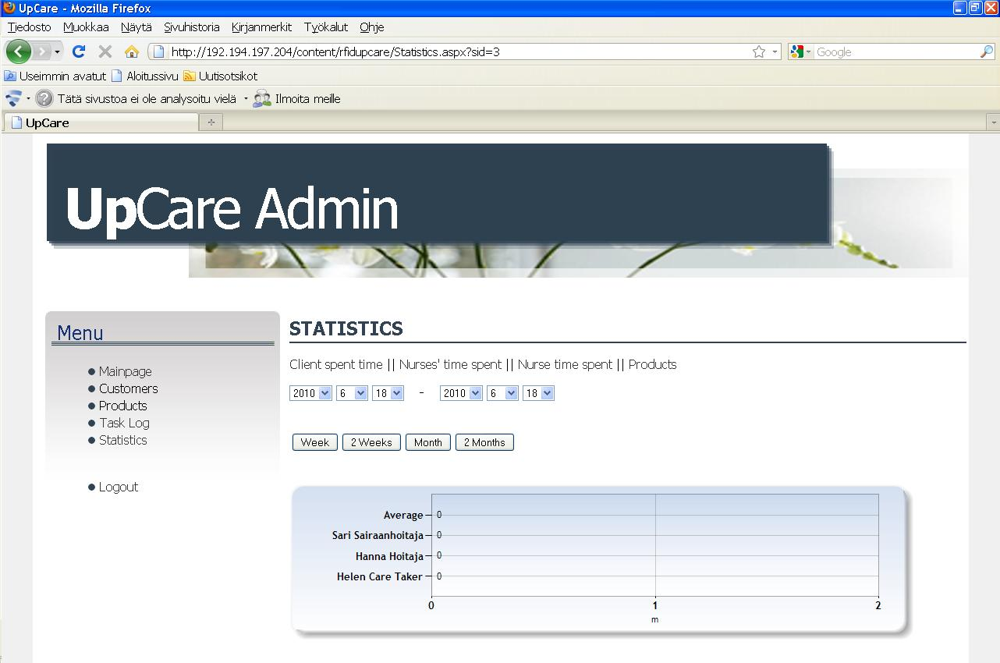 UpCare - Mozilla Firefox
Tiedosto Muokkaa Näytä Sivuhistoria Kirjanmerkit Työkalut Ohje
http://192.194.197.204/content/rfidupcare/Statistics.aspx?sid=3 Google
Useimmin avatut Aloitussivu Uutisotsikot
Tätä sivustoa ei ole analysoitu vielä Ilmoita meille
UpCare
UpCare Admin
Menu
Mainpage
Customers
Products
Task Log
Statistics
Logout
STATISTICS
Client spent time || Nurses' time spent || Nurse time spent || Products
2010 6 18 - 2010 6 18
Week 2 Weeks Month 2 Months
Average 0
Sari Sairaanhoitaja 0
Hanna Hoitaja 0
Helen Care Taker 0
0 1 2
m